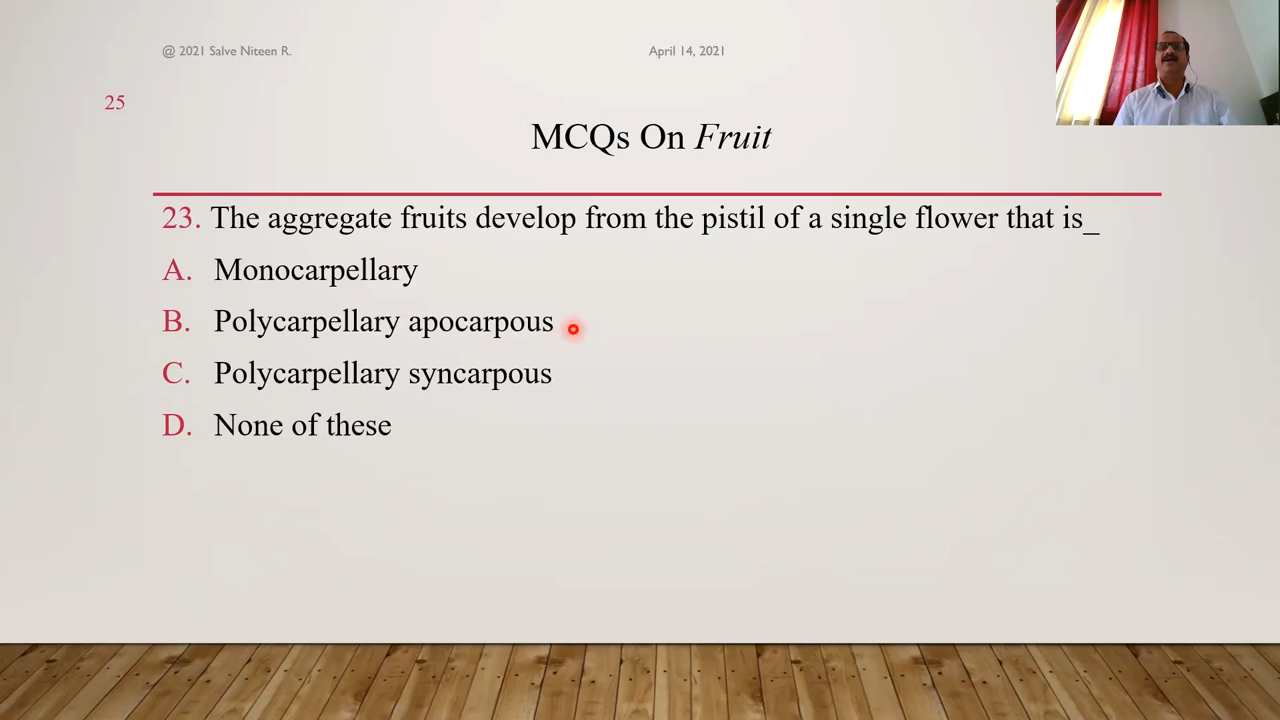 @ 2021 Salve Niteen R.
April 14, 2021
25
MCQs On Fruit
23. The aggregate fruits develop from the pistil of a single flower that is_
A. Monocarpellary
B. Polycarpellary apocarpous
C. Polycarpellary syncarpous
D. None of these